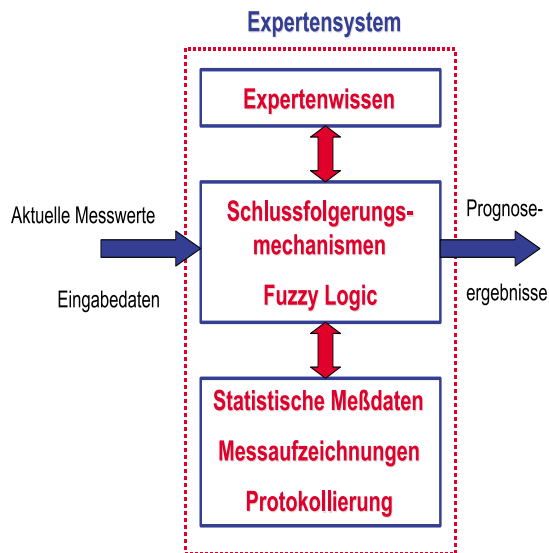 Expertensystem
Expertenwissen
Aktuelle Messwerte
Eingabedaten
Schlussfolgerungs-
mechanismen
Fuzzy Logic
Prognose-
ergebnisse
Statistische Meßdaten
Messaufzeichnungen
Protokollierung